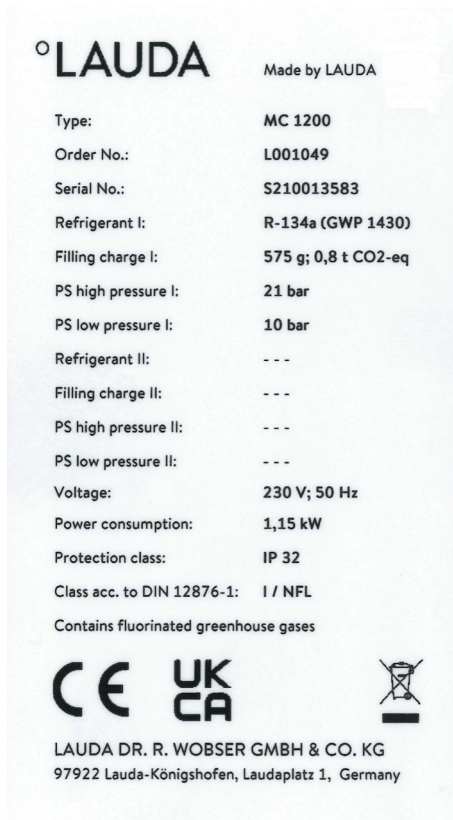 °LAUDA Made by LAUDA
Type: MC 1200
Order No.: L001049
Serial No.: S210013583
Refrigerant I: R-134a (GWP 1430)
Filling charge I: 575 g; 0,8 t CO2-eq
PS high pressure I: 21 bar
PS low pressure I: 10 bar
Refrigerant II: - - -
Filling charge II: - - -
PS high pressure II: - - -
PS low pressure II: - - -
Voltage: 230 V; 50 Hz
Power consumption: 1,15 kW
Protection class: IP 32
Class acc. to DIN 12876-1: I / NFL
Contains fluorinated greenhouse gases
CE UK
CA
LAUDA DR. R. WOBSER GMBH & CO. KG
97922 Lauda-Königshofen, Laudaplatz 1, Germany